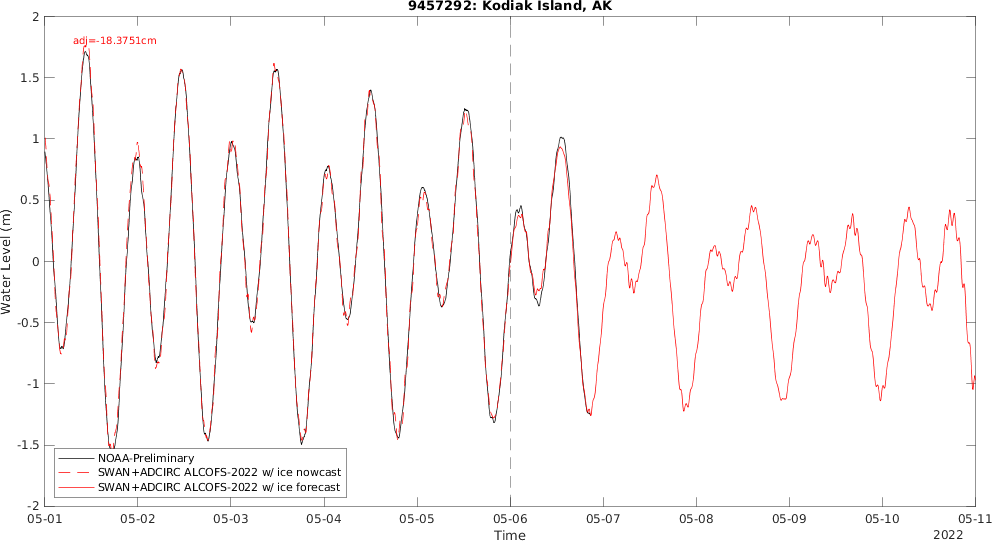 9457292: Kodiak Island, AK
adj=-18.3751cm
2
1.5
1
0.5
0
-0.5
-1
-1.5
-2
Water Level (m)
NOAA-Preliminary
SWAN+ADCIRC ALCOFS-2022 w/ ice nowcast
SWAN+ADCIRC ALCOFS-2022 w/ ice forecast
05-01 05-02 05-03 05-04 05-05 05-06 05-07 05-08 05-09 05-10 05-11
Time
2022